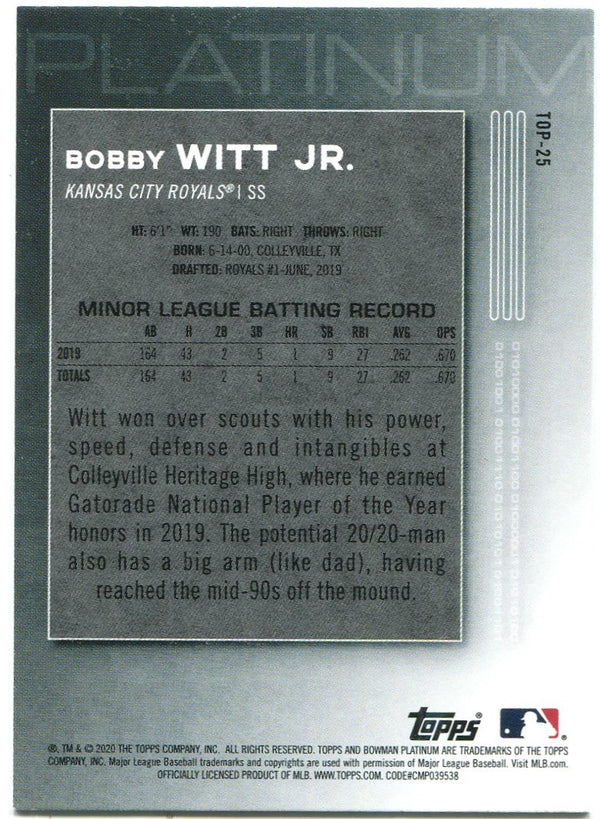 PLATINUM
TOP-25
BOBBY WITT JR.
KANSAS CITY ROYALS® | SS
HT: 6'1" WT: 190 BATS: RIGHT THROWS: RIGHT
BORN: 6-14-00, COLLEYVILLE, TX
DRAFTED: ROYALS #1-JUNE, 2019
MINOR LEAGUE BATTING RECORD
AB H 2B 3B HR SB RBI AVG OPS
2019 164 43 2 5 1 9 27 .262 .670
TOTALS 164 43 2 5 1 9 27 .262 .670
Witt won over scouts with his power,
speed, defense and intangibles at
Colleyville Heritage High, where he earned
Gatorade National Player of the Year
honors in 2019. The potential 20/20-man
also has a big arm (like dad), having
reached the mid-90s off the mound.
topps®
®, TM & © 2020 THE TOPPS COMPANY, INC. ALL RIGHTS RESERVED. TOPPS AND BOWMAN PLATINUM ARE TRADEMARKS OF THE TOPPS
COMPANY, INC. Major League Baseball trademarks and copyrights are used with permission of Major League Baseball. Visit MLB.com.
OFFICIALLY LICENSED PRODUCT OF MLB. WWW.TOPPS.COM. CODE#CMP039538